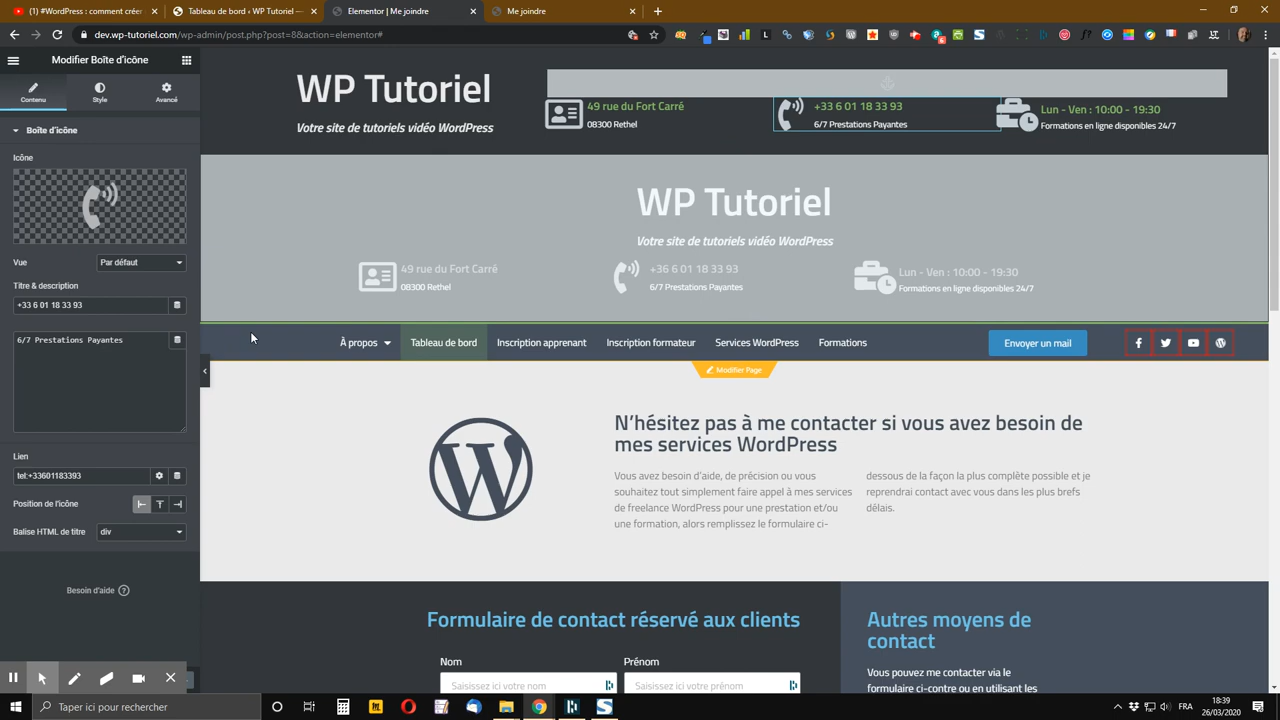 (2) #WordPress : Comment créer
WP Tutoriel
Elementor | Menu
WP Tutoriel
dev.wp-tutoriel.com/wp-admin/post.php?post=88&action=elementor#
Modifier Boîte d'icône
Contenu
Style
Avancé
Boîte d'icône
Icône
Vue
Par défaut
Titre & description
+33 6 01 18 33 93
6/7 Prestations Payantes
Lien
tel:+33601183393
Position de l'icône
Balise HTML de titre
div
Besoin d'aide
WP Tutoriel
Votre site de tutoriels vidéo WordPress
49 rue du Fort Carré
08300 Rethel
+33 6 01 18 33 93
6/7 Prestations Payantes
Lun - Ven : 10:00 - 19:30
Formations en ligne disponibles 24/7
WP Tutoriel
Votre site de tutoriels vidéo WordPress
49 rue du Fort Carré
08300 Rethel
+36 6 01 18 33 93
6/7 Prestations Payantes
Lun - Ven : 10:00 - 19:30
Formations en ligne disponibles 24/7
À propos
Tableau de bord
Inscription apprenant
Inscription formateur
Services WordPress
Formations
Envoyer un mail
Modifier Page
N'hésitez pas à me contacter si vous avez besoin de
mes services WordPress
Vous avez besoin d'aide, de précision ou vous
souhaitez tout simplement faire appel à mes services
de freelance WordPress pour une prestation et/ou
une formation, alors remplissez le formulaire ci-
dessous de la façon la plus complète possible et je
reprendrai contact avec vous dans les plus brefs
délais.
Formulaire de contact réservé aux clients
Nom
Prénom
Saisissez ici votre nom
Saisissez ici votre prénom
Autres moyens de
contact
Vous pouvez me contacter via le
formulaire ci-contre ou en utilisant les
Taper ici pour rechercher
FRA
18:39
26/03/2020